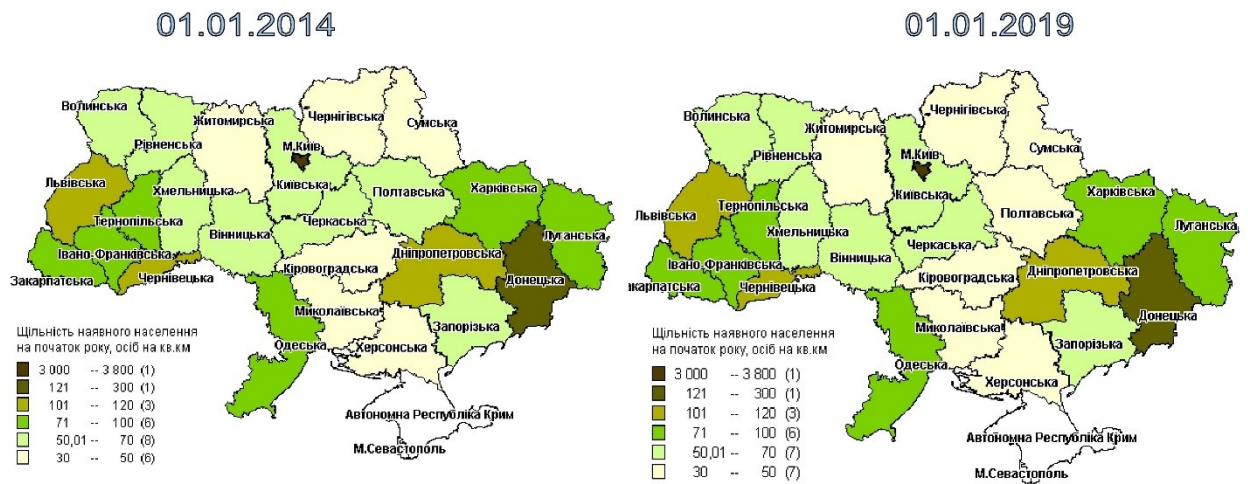 01.01.2014
Волинська
Рівненська
Житомирська
Чернігівська
Сумська
М.Київ
Київська
Львівська
Хмельницька
Тернопільська
Полтавська
Харківська
Черкаська
Вінницька
Луганська
Івано-Франківська
Закарпатська
Чернівецька
Кіровоградська
Дніпропетровська
Донецька
Миколаївська
Запорізька
Одеська
Херсонська
Автономна Республіка Крим
М.Севастополь
Щільність наявного населення
на початок року, осіб на кв.км
3 000 -- 3 800 (1)
121 -- 300 (1)
101 -- 120 (3)
71 -- 100 (6)
50,01 -- 70 (8)
30 -- 50 (6)
01.01.2019
Волинська
Рівненська
Житомирська
Чернігівська
Сумська
М.Київ
Київська
Львівська
Тернопільська
Хмельницька
Полтавська
Харківська
Луганська
Черкаська
Вінницька
Івано-Франківська
Закарпатська
Чернівецька
Кіровоградська
Дніпропетровська
Донецька
Миколаївська
Запорізька
Одеська
Херсонська
Автономна Республіка Крим
М.Севастополь
Щільність наявного населення
на початок року, осіб на кв.км
3 000 -- 3 800 (1)
121 -- 300 (1)
101 -- 120 (3)
71 -- 100 (6)
50,01 -- 70 (7)
30 -- 50 (7)